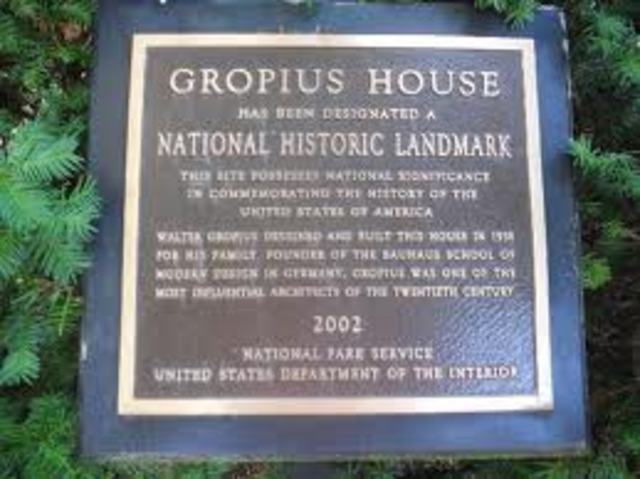 GROPIUS HOUSE
HAS BEEN DESIGNATED A
NATIONAL HISTORIC LANDMARK
THIS SITE POSSESSES NATIONAL SIGNIFICANCE
IN COMMEMORATING THE HISTORY OF THE
UNITED STATES OF AMERICA
WALTER GROPIUS DESIGNED AND BUILT THIS HOUSE IN 1938
FOR HIS FAMILY. FOUNDER OF THE BAUHAUS SCHOOL OF
MODERN DESIGN IN GERMANY, GROPIUS WAS ONE OF THE
MOST INFLUENTIAL ARCHITECTS OF THE TWENTIETH CENTURY
2002
NATIONAL PARK SERVICE
UNITED STATES DEPARTMENT OF THE INTERIOR